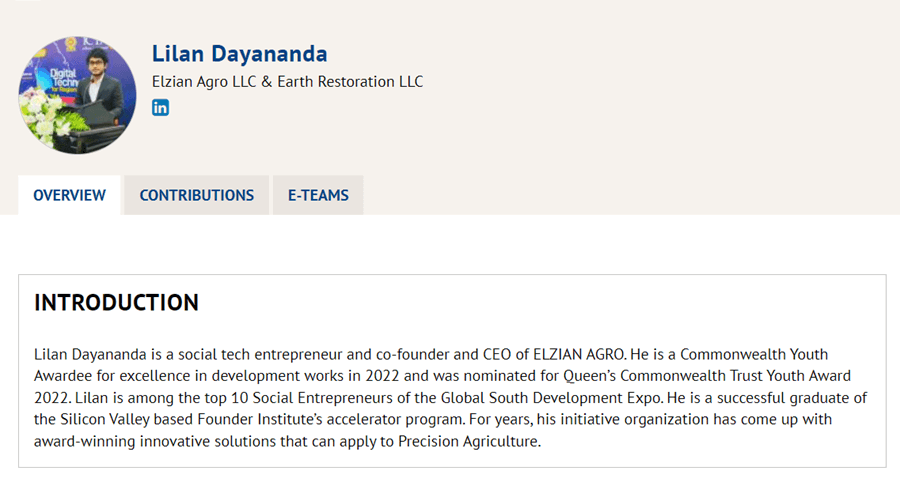 Digital
Techn
for Region
Lilan Dayananda
Elzian Agro LLC & Earth Restoration LLC
in
OVERVIEW
CONTRIBUTIONS
E-TEAMS
INTRODUCTION
Lilan Dayananda is a social tech entrepreneur and co-founder and CEO of ELZIAN AGRO. He is a Commonwealth Youth
Awardee for excellence in development works in 2022 and was nominated for Queen’s Commonwealth Trust Youth Award
2022. Lilan is among the top 10 Social Entrepreneurs of the Global South Development Expo. He is a successful graduate of
the Silicon Valley based Founder Institute’s accelerator program. For years, his initiative organization has come up with
award-winning innovative solutions that can apply to Precision Agriculture.